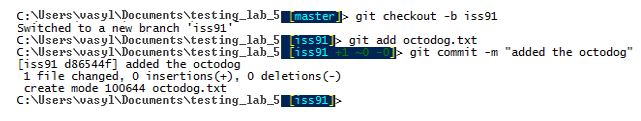 C:\Users\vasyl\Documents\testing_lab_5 [master]> git checkout -b iss91
Switched to a new branch 'iss91'
C:\Users\vasyl\Documents\testing_lab_5 [iss91]> git add octodog.txt
C:\Users\vasyl\Documents\testing_lab_5 [iss91 +1 ~0 -0]> git commit -m "added the octodog"
[iss91 d86544f] added the octodog
 1 file changed, 0 insertions(+), 0 deletions(-)
 create mode 100644 octodog.txt
C:\Users\vasyl\Documents\testing_lab_5 [iss91]>